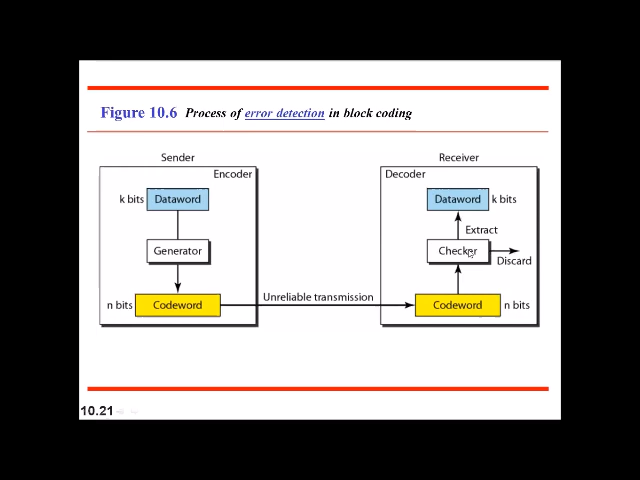 Figure 10.6 Process of error detection in block coding
Sender
Receiver
Encoder
Decoder
k bits
Dataword
Dataword
k bits
Extract
Generator
Checker
Discard
Unreliable transmission
n bits
Codeword
Codeword
n bits
10.21